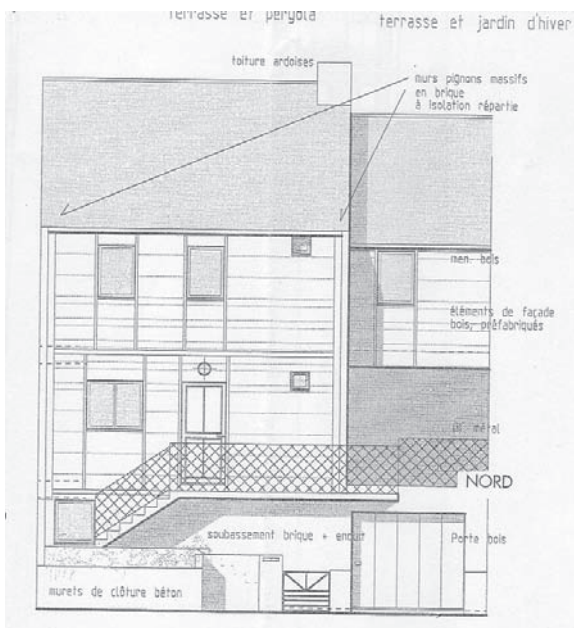 terrasse et pergola
terrasse et jardin d'hiver
toiture ardoises
murs pignons massifs
en brique
à isolation répartie
men. bois
éléments de façade
bois, préfabriqués
métal
NORD
soubassement brique + enduit
Porte bois
murets de clôture béton